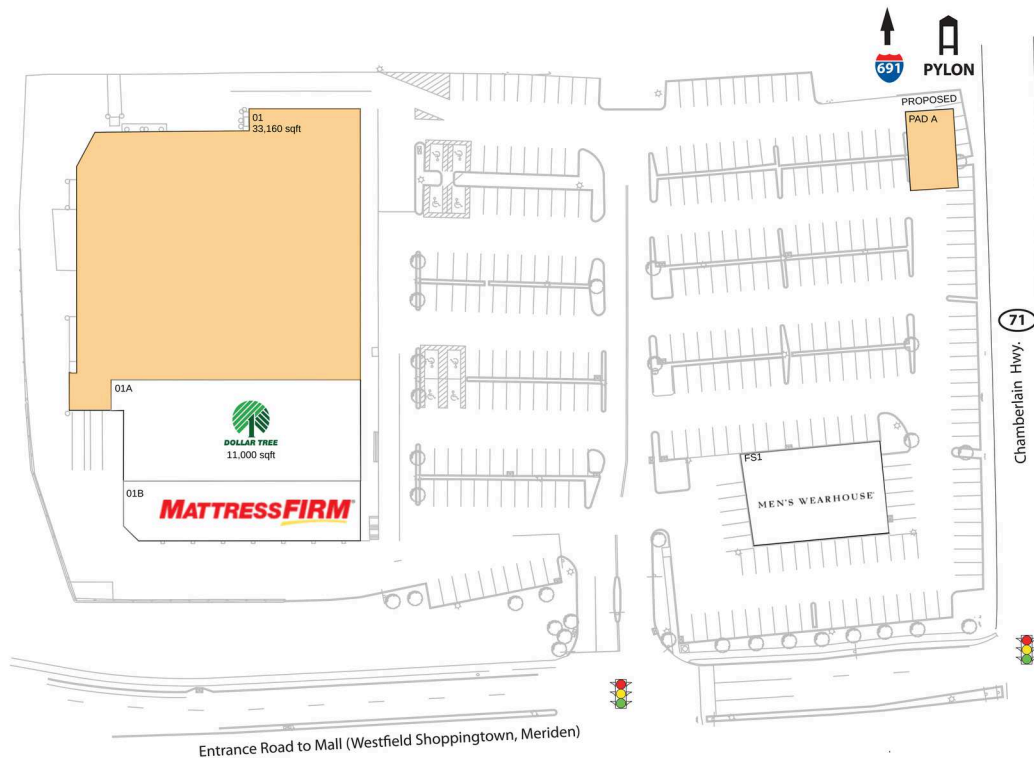 691
PYLON
PROPOSED
PAD A
01
33,160 sqft
71
Chamberlain Hwy.
01A
DOLLAR TREE
11,000 sqft
01B
MATTRESSFIRM®
FS1
MEN'S WEARHOUSE®
Entrance Road to Mall (Westfield Shoppingtown, Meriden)